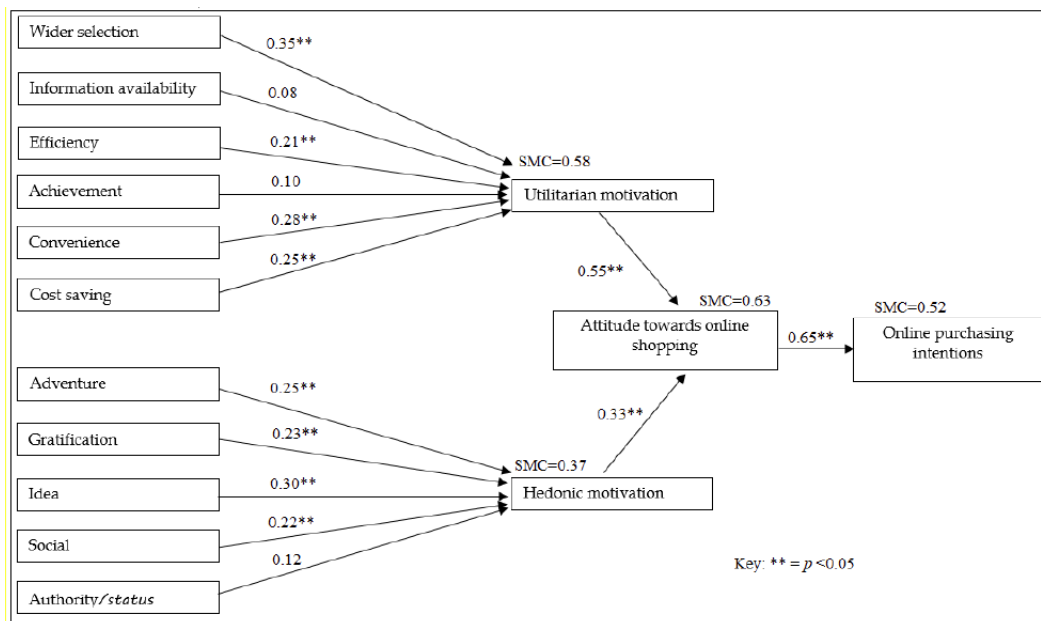 Wider selection
0.35**
Information availability
0.08
Efficiency
0.21**
SMC=0.58
Achievement
0.10
Utilitarian motivation
Convenience
0.28**
Cost saving
0.25**
0.55**
SMC=0.63
SMC=0.52
Attitude towards online
shopping
0.65**
Online purchasing
intentions
Adventure
0.25**
0.33**
Gratification
0.23**
SMC=0.37
Idea
0.30**
Hedonic motivation
Social
0.22**
0.12
Key: ** = p <0.05
Authority/status